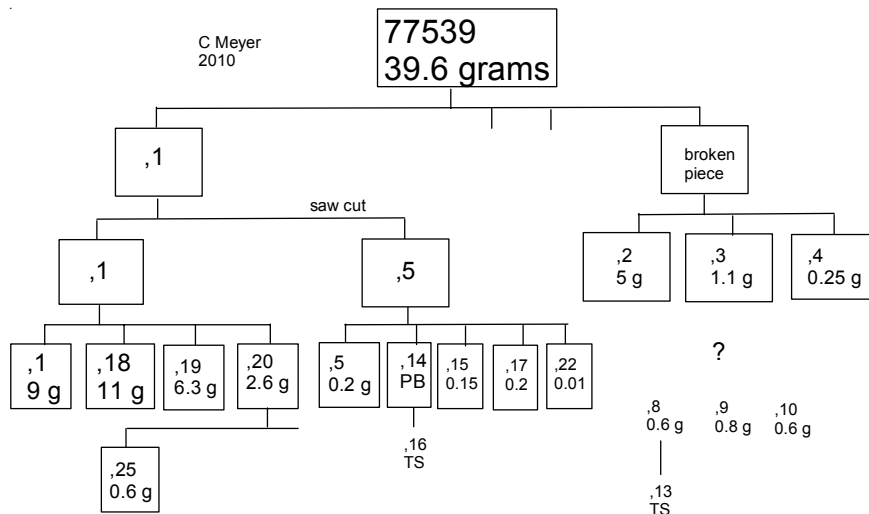 C Meyer
2010
77539
39.6 grams
,1
broken
piece
saw cut
,1
,5
,2
5 g
,3
1.1 g
,4
0.25 g
,1
9 g
,18
11 g
,19
6.3 g
,20
2.6 g
,5
0.2 g
,14
PB
,15
0.15
,17
0.2
,22
0.01
?
,8
0.6 g
,9
0.8 g
,10
0.6 g
,16
TS
,25
0.6 g
,13
TS